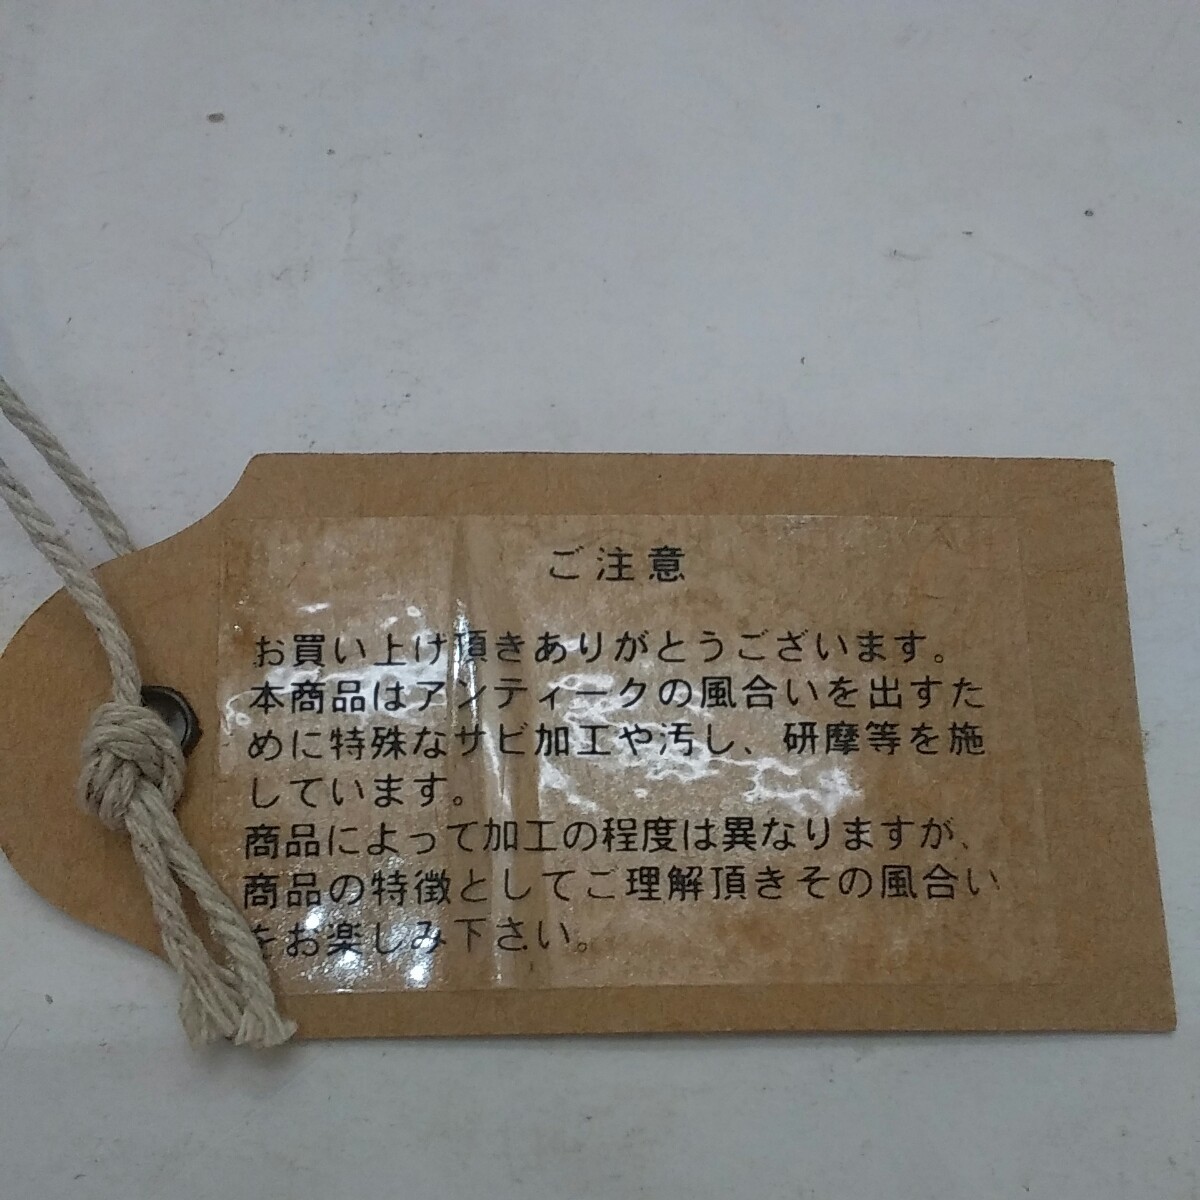 ご注意
お買い上げ頂きありがとうございます。
本商品はアンティークの風合いを出すた
めに特殊なサビ加工や汚し、研摩等を施
しています。
商品によって加工の程度は異なりますが、
商品の特徴としてご理解頂きその風合い
をお楽しみ下さい。